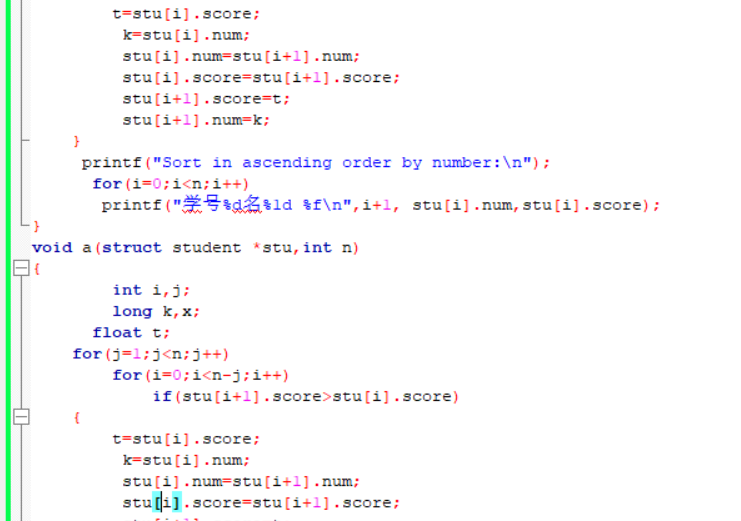 t=stu[i].score;
k=stu[i].num;
stu[i].num=stu[i+1].num;
stu[i].score=stu[i+1].score;
stu[i+1].score=t;
stu[i+1].num=k;
}
printf("Sort in ascending order by number:\n");
for(i=0;i<n;i++)
printf("学号%d名%ld %f\n",i+1, stu[i].num,stu[i].score);
}
void a(struct student *stu,int n)
{
int i,j;
long k,x;
float t;
for(j=1;j<n;j++)
for(i=0;i<n-j;i++)
if(stu[i+1].score>stu[i].score)
{
t=stu[i].score;
k=stu[i].num;
stu[i].num=stu[i+1].num;
stu[i].score=stu[i+1].score;